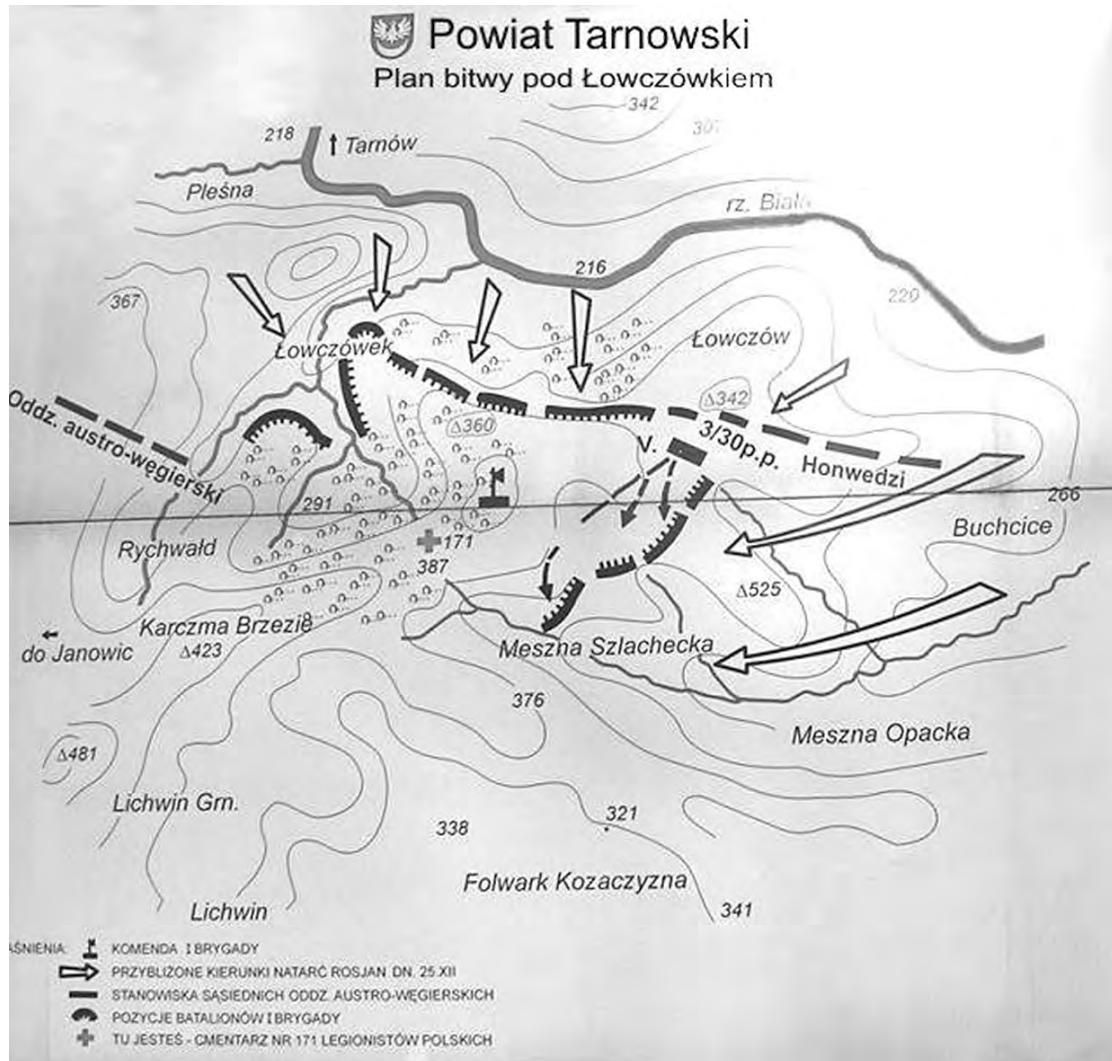 Powiat Tarnowski
Plan bitwy pod Łowczówkiem
342
218
Tarnów
Pleśna
rz. Biała
216
220
367
Łowczówek
Łowczów
Δ342
Oddz. austro-węgierski
Δ360
V.
3/30p.p.
Honwedzi
291
266
Buchcice
Rychwałd
171
387
Δ525
Karczma Brzezie
do Janowic
Δ423
Meszna Szlachecka
376
Meszna Opacka
Δ481
Lichwin Grn.
321
338
Folwark Kozaczyzna
Lichwin
341
AŚNIENIA:
KOMENDA I BRYGADY
PRZYBLIŻONE KIERUNKI NATARĆ ROSJAN DN. 25.XII
STANOWISKA SĄSIEDNICH ODDZ. AUSTRO-WĘGIERSKICH
POZYCJE BATALIONÓW I BRYGADY
TU JESTEŚ - CMENTARZ NR 171 LEGIONISTÓW POLSKICH